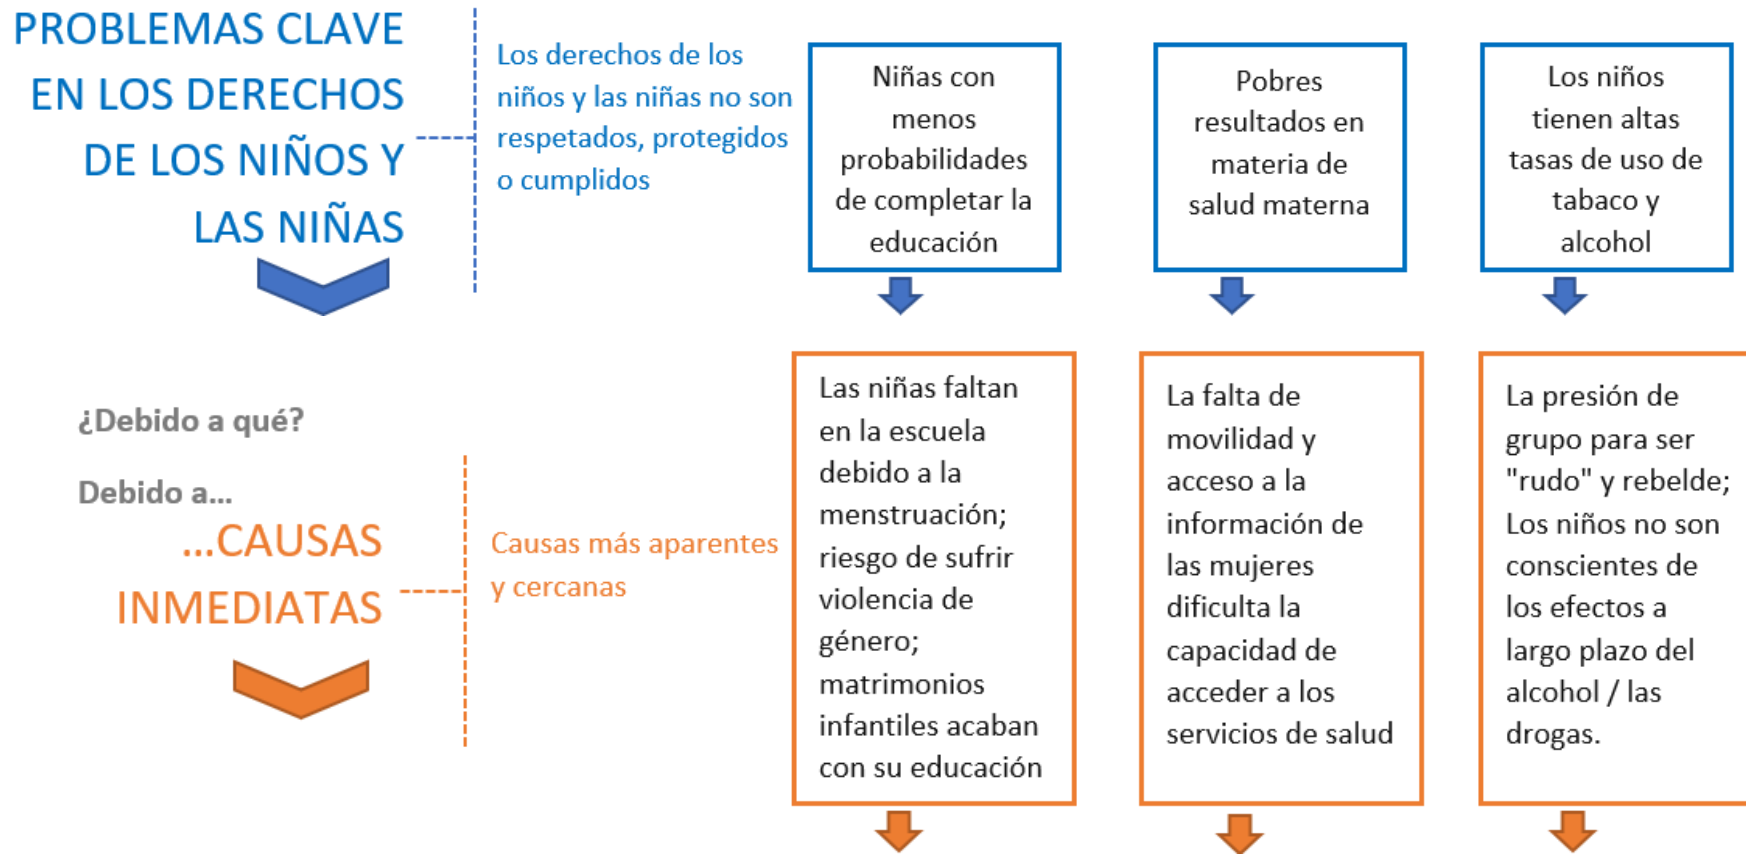 PROBLEMAS CLAVE
EN LOS DERECHOS
DE LOS NIÑOS Y
LAS NIÑAS
Los derechos de los
niños y las niñas no son
respetados, protegidos
o cumplidos
Niñas con
menos
probabilidades
de completar la
educación
Pobres
resultados en
materia de
salud materna
Los niños
tienen altas
tasas de uso de
tabaco y
alcohol
¿Debido a qué?
Debido a...
...CAUSAS
INMEDIATAS
Causas más aparentes
y cercanas
Las niñas faltan
en la escuela
debido a la
menstruación;
riesgo de sufrir
violencia de
género;
matrimonios
infantiles acaban
con su educación
La falta de
movilidad y
acceso a la
información de
las mujeres
dificulta la
capacidad de
acceder a los
servicios de salud
La presión de
grupo para ser
"rudo" y rebelde;
Los niños no son
conscientes de
los efectos a
largo plazo del
alcohol / las
drogas.